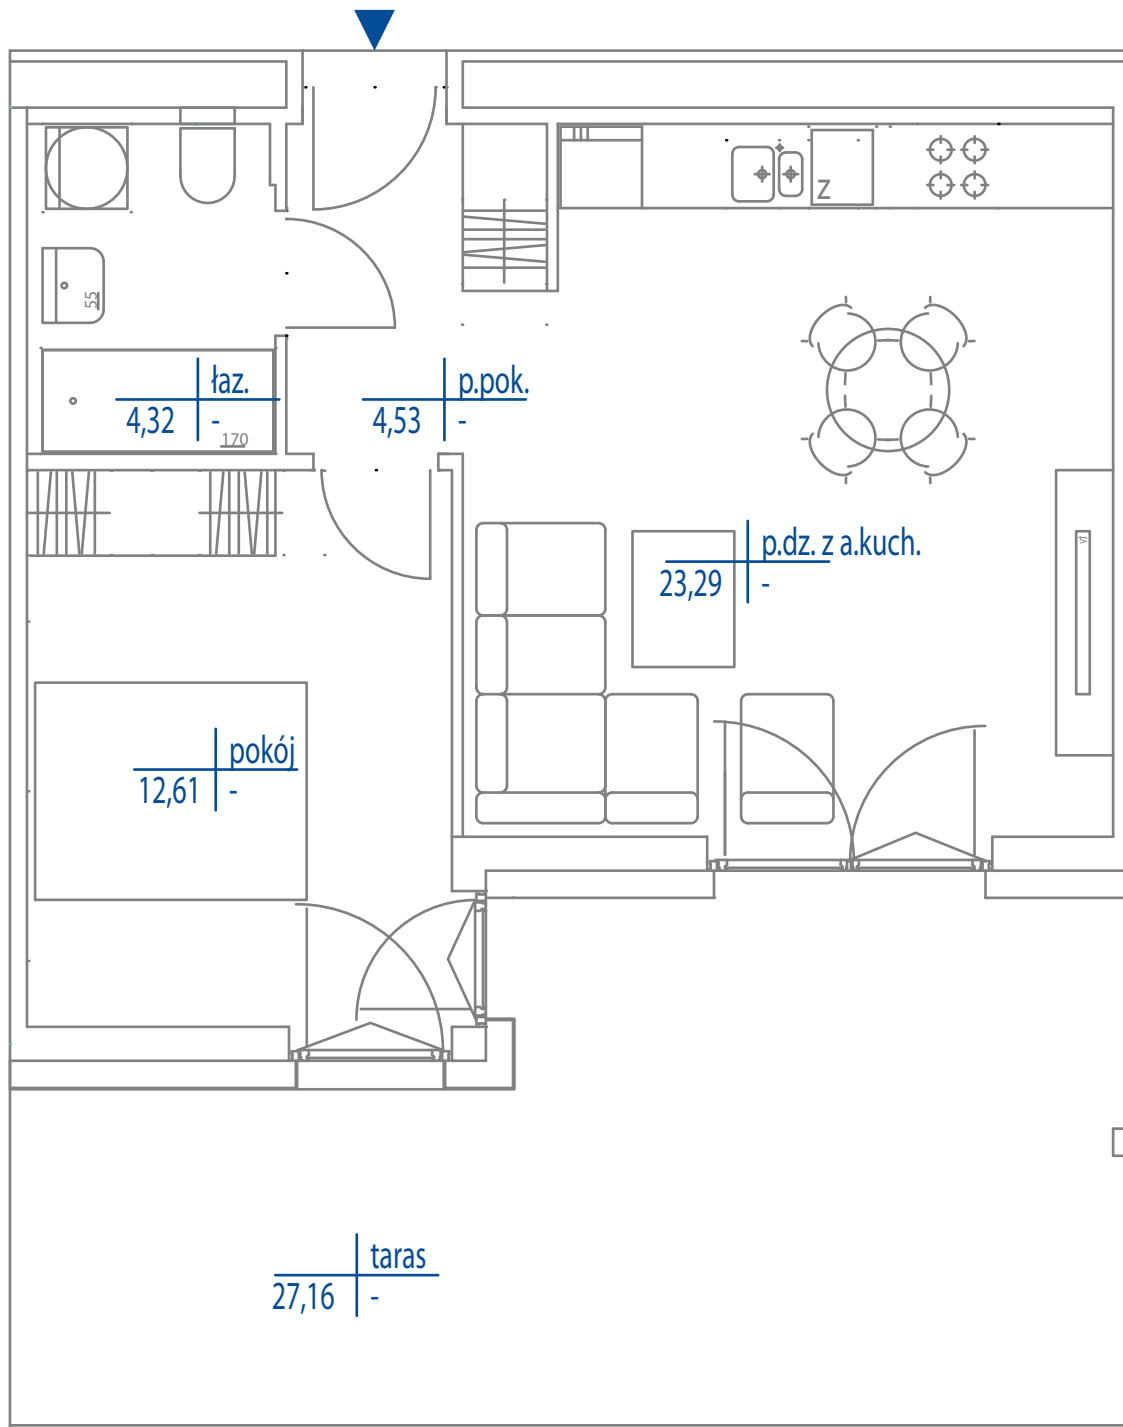 Z
55
łaz.
4,32 -
170
p.pok.
4,53 -
p.dz. z a.kuch.
23,29 -
pokój
12,61 -
taras
27,16 -